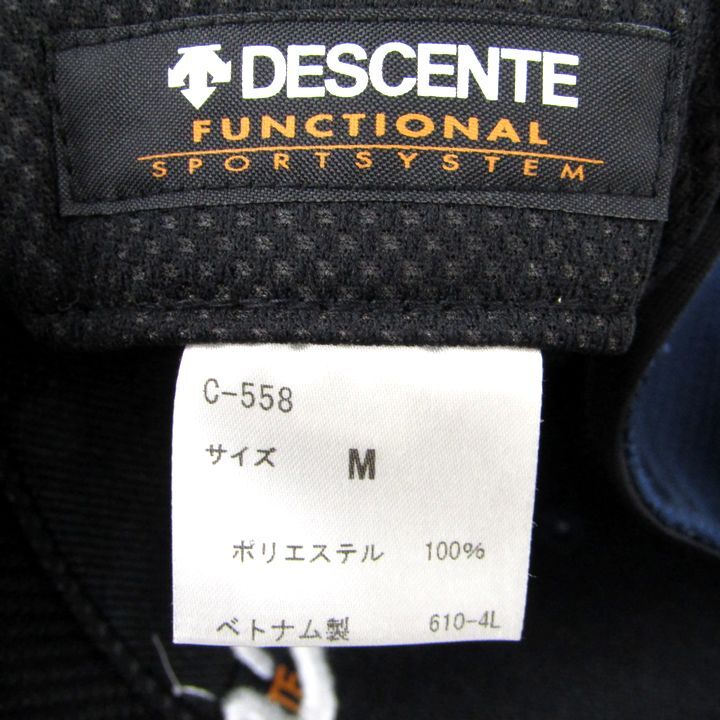 DESCENTE
FUNCTIONAL
SPORTSYSTEM
C-558
サイズ M
ポリエステル 100%
ベトナム製 610-4L